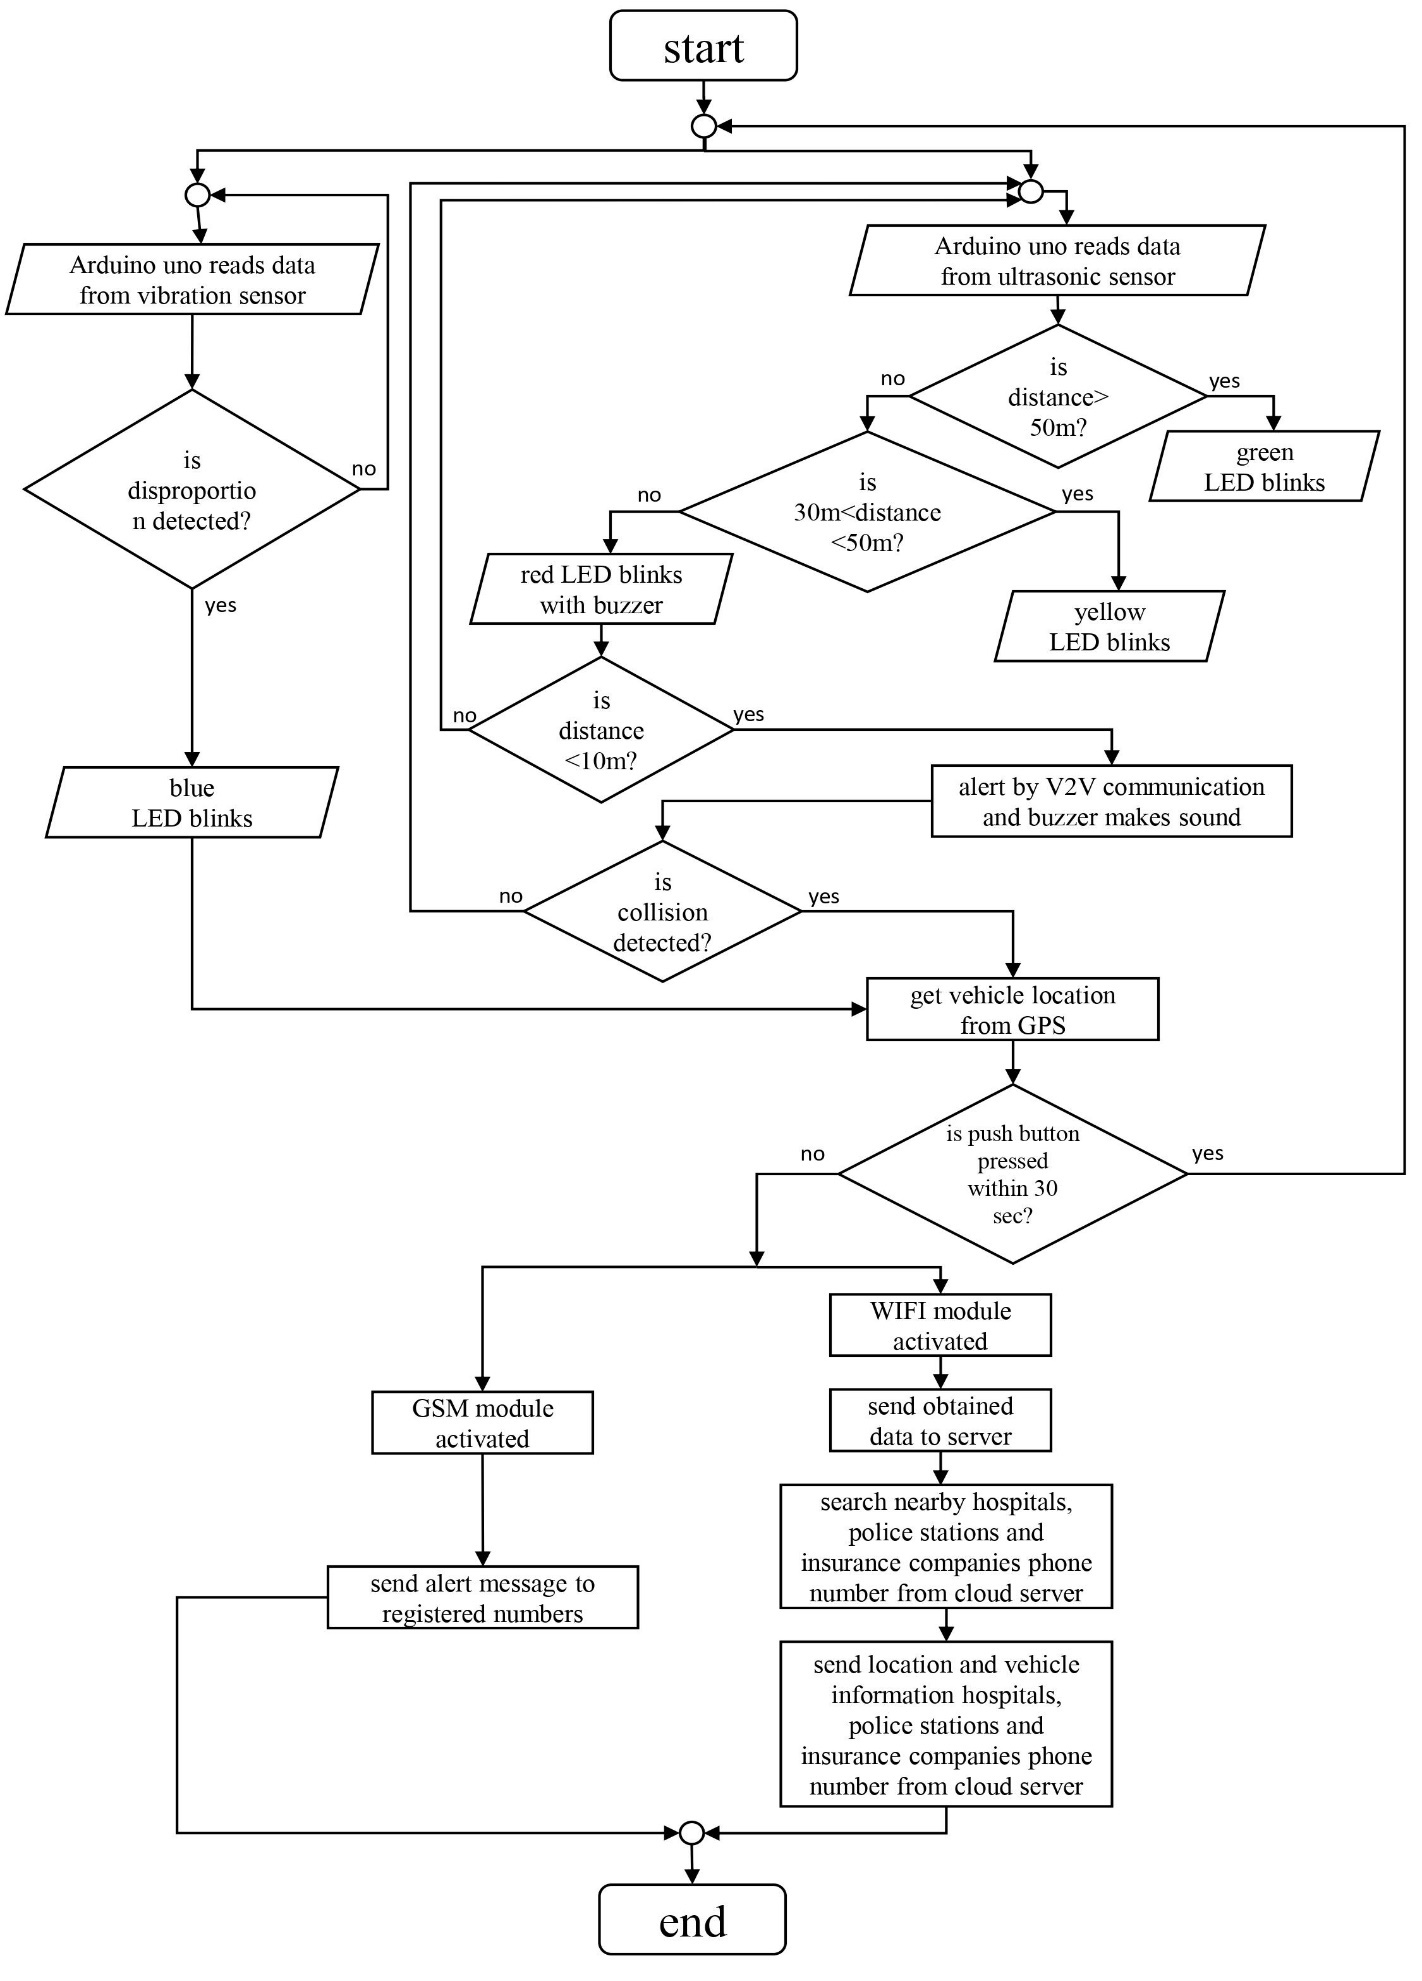 start
Arduino uno reads data
from vibration sensor
is
disproportio
n detected?
no
yes
blue
LED blinks
Arduino uno reads data
from ultrasonic sensor
is
distance>
50m?
no
yes
green
LED blinks
is
30m<distance
<50m?
no
yes
yellow
LED blinks
red LED blinks
with buzzer
is
distance
<10m?
no
yes
alert by V2V communication
and buzzer makes sound
is
collision
detected?
no
yes
get vehicle location
from GPS
is push button
pressed
within 30
sec?
no
yes
WIFI module
activated
GSM module
activated
send obtained
data to server
search nearby hospitals,
police stations and
insurance companies phone
number from cloud server
send alert message to
registered numbers
send location and vehicle
information hospitals,
police stations and
insurance companies phone
number from cloud server
end